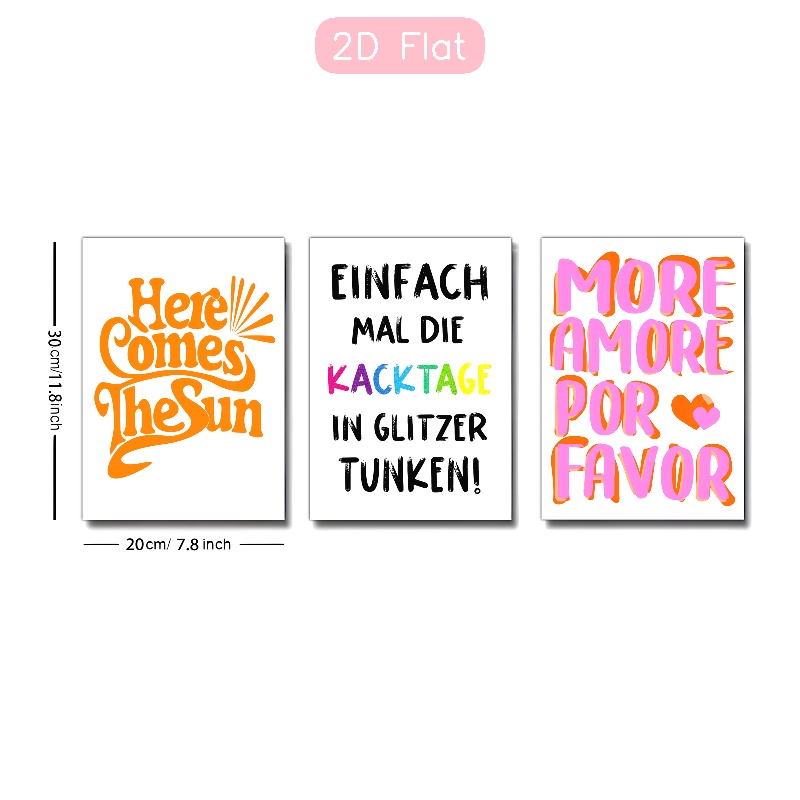 2D Flat
Here
Comes
The Sun
EINFACH
MAL DIE
KACKTAGE
IN GLITZER
TUNKEN!
MORE
AMORE
POR
FAVOR
30cm/11.8inch
20cm/ 7.8 inch